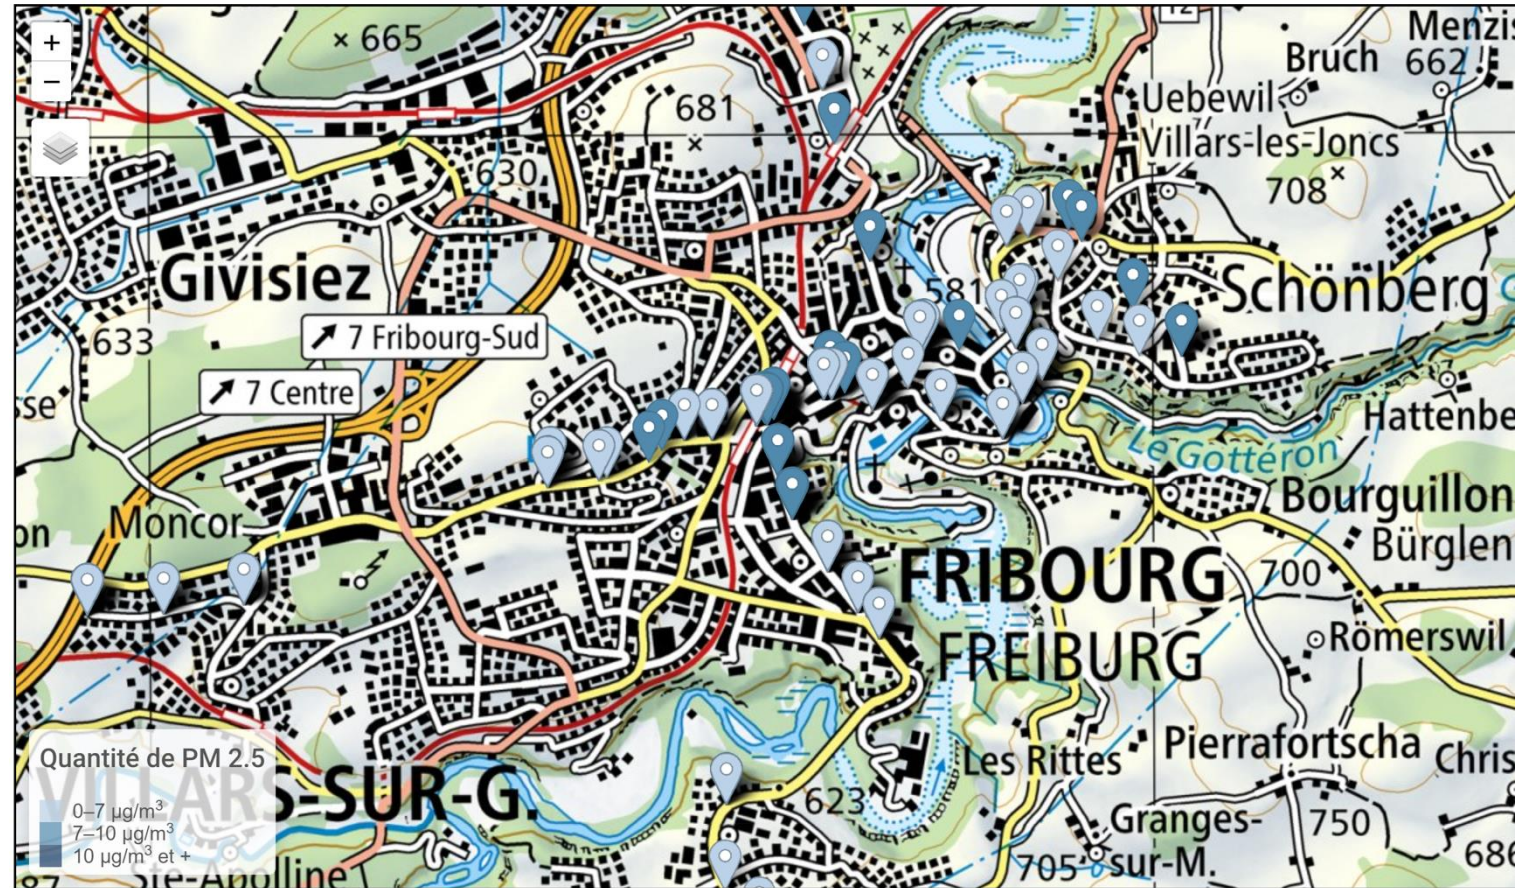 +
−
× 665
12
Menzis
Bruch
662
681
Uebewil
Villars-les-Joncs
708
630
Givisiez
581
Schönberg
633
↗ 7 Fribourg-Sud
↗ 7 Centre
sse
Hattenbe
Le Gottéron
Bourguillon
Bürglen
on
Moncor
FRIBOURG
700
FREIBURG
Römerswil
Quantité de PM 2.5
0–7 µg/m³
7–10 µg/m³
10 µg/m³ et +
VILLARS-SUR-G.
Les Rittes
Pierrafortscha
Chris
623
Granges-
sur-M.
750
705
686
Ste-Apolline